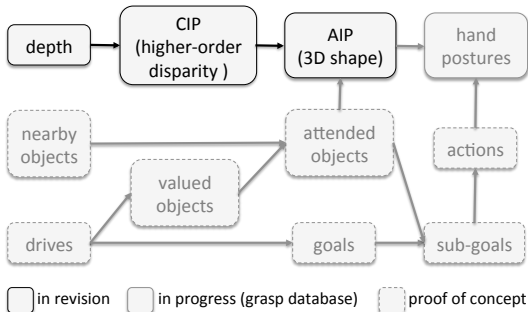 depth
CIP
(higher-order
disparity )
AIP
(3D shape)
hand
postures
nearby
objects
attended
objects
actions
valued
objects
drives
goals
sub-goals
in revision
in progress (grasp database)
proof of concept